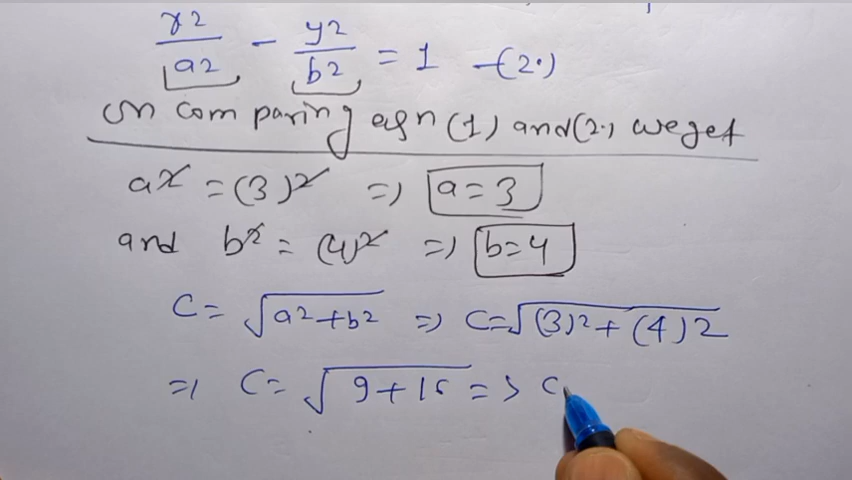 x²/a² - y²/b² = 1 -(2.)
On comparing eqn (1) and (2.) we get
a² = (3)² => a = 3
and b² = (4)² => b = 4
C = √(a²+b²) => C = √((3)²+(4)²)
=> C = √(9+16) => C